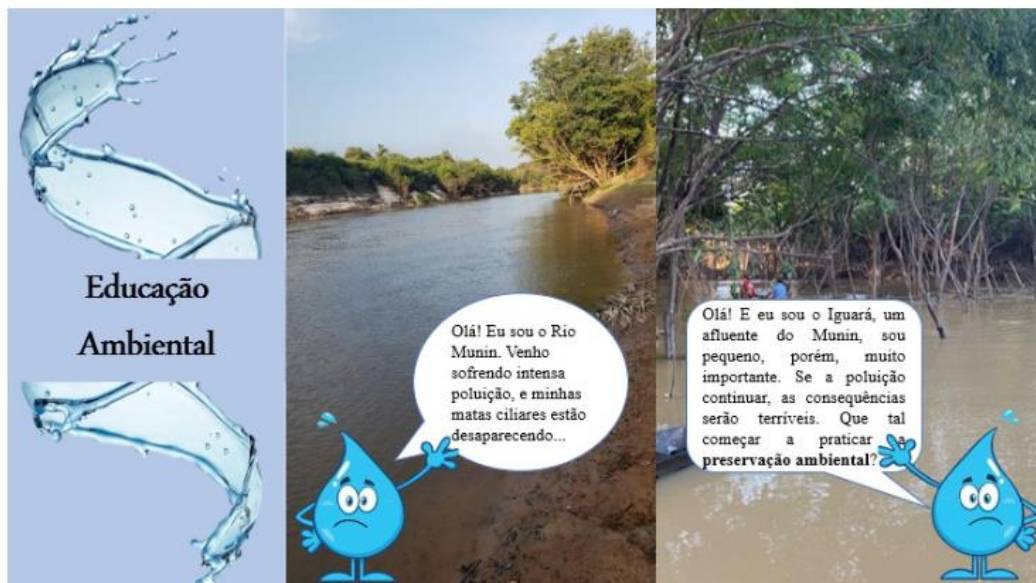 Educação
Ambiental
Olá! Eu sou o Rio
Munin. Venho
sofrendo intensa
poluição, e minhas
matas ciliares estão
desaparecendo...
Olá! E eu sou o Iguará, um
afluente do Munin, sou
pequeno, porém, muito
importante. Se a poluição
continuar, as consequências
serão terríveis. Que tal
começar a praticar a
preservação ambiental?